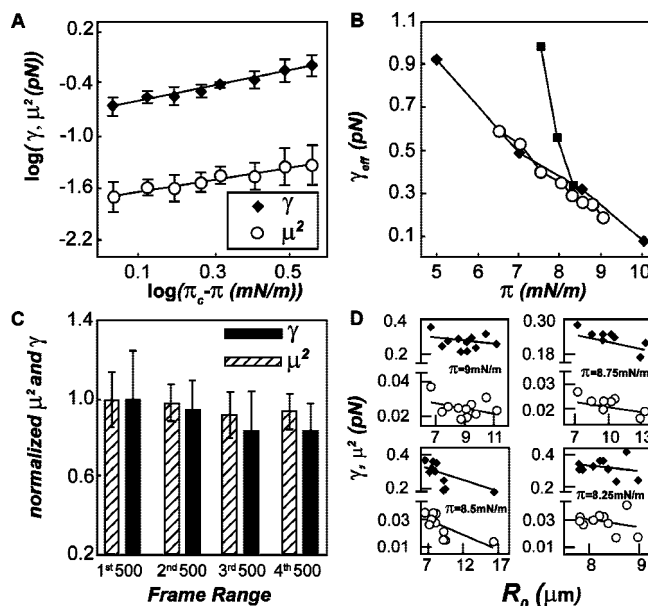 A
0.2
-0.4
-1.0
-1.6
-2.2
log(γ, μ² (pN))
γ
μ²
0.1
0.3
0.5
log(π_c-π (mN/m))
B
1.1
0.9
0.7
0.5
0.3
0.1
γ_eff (pN)
5
6
7
8
9
10
π (mN/m)
C
1.4
1.0
0.6
0.2
normalized μ² and γ
γ
μ²
1st 500
2nd 500
3rd 500
4th 500
Frame Range
D
γ, μ² (pN)
0.4
0.2
π=9mN/m
0.04
0.02
7
9
11
0.30
0.18
π=8.75mN/m
0.03
0.02
7
10
13
0.4
0.2
π=8.5mN/m
0.03
0.01
7
12
17
0.4
0.2
π=8.25mN/m
0.03
0.01
8
9
R₀ (μm)